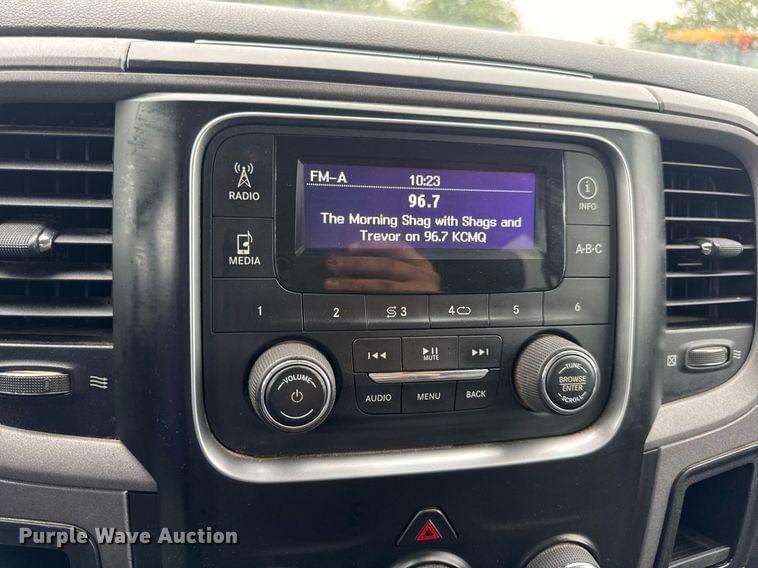 FM-A 10:23
96.7
The Morning Shag with Shags and
Trevor on 96.7 KCMQ
RADIO
MEDIA
INFO
A-B-C
1 2 3 4 5 6
MUTE
AUDIO MENU BACK
VOLUME
TUNE
BROWSE
ENTER
SCROLL
Purple Wave Auction